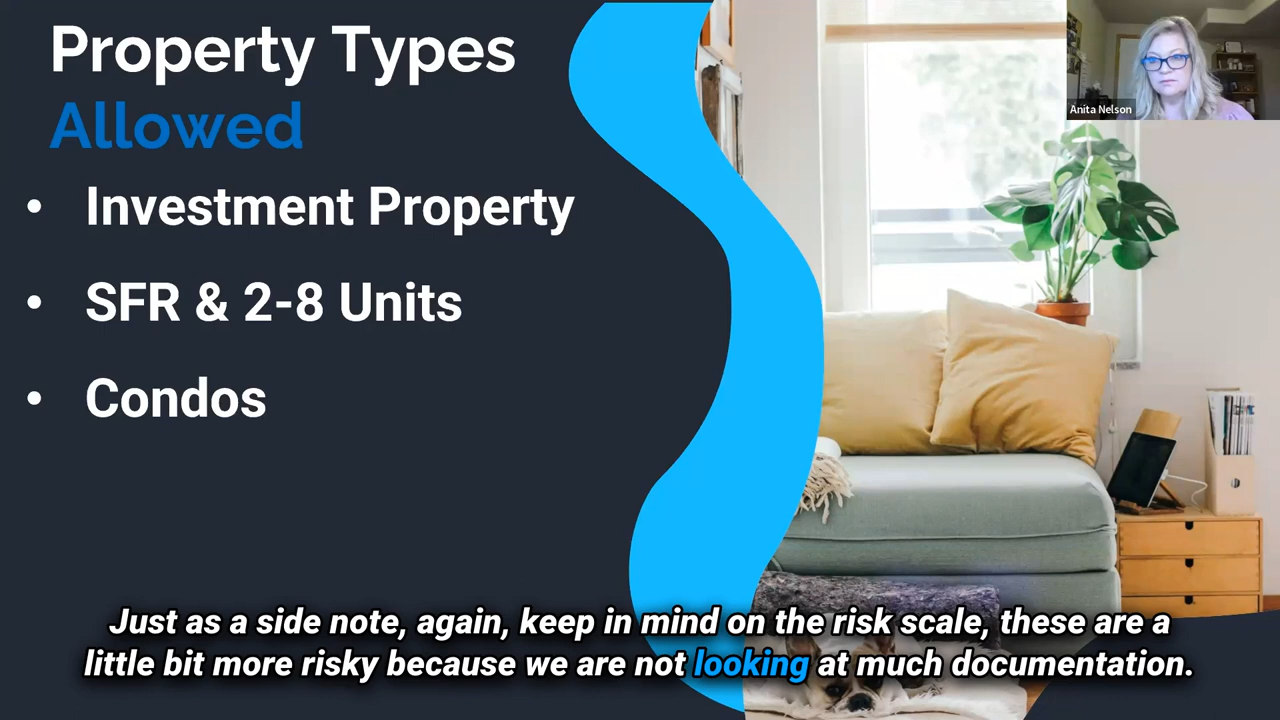 Property Types
Allowed
Anita Nelson
• Investment Property
• SFR & 2-8 Units
• Condos
Just as a side note, again, keep in mind on the risk scale, these are a
little bit more risky because we are not looking at much documentation.